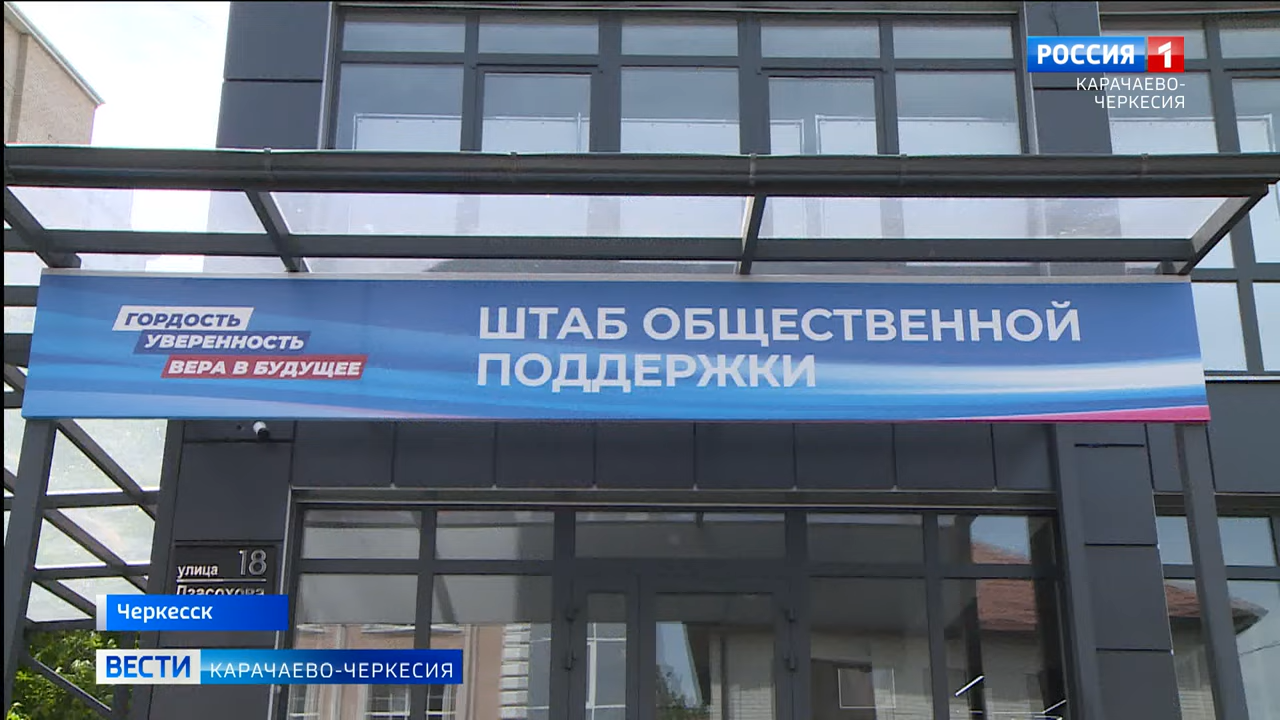 РОССИЯ 1
КАРАЧАЕВО-
ЧЕРКЕСИЯ
ГОРДОСТЬ
УВЕРЕННОСТЬ
ВЕРА В БУДУЩЕЕ
ШТАБ ОБЩЕСТВЕННОЙ
ПОДДЕРЖКИ
улица 18
Черкесск
ВЕСТИ КАРАЧАЕВО-ЧЕРКЕСИЯ